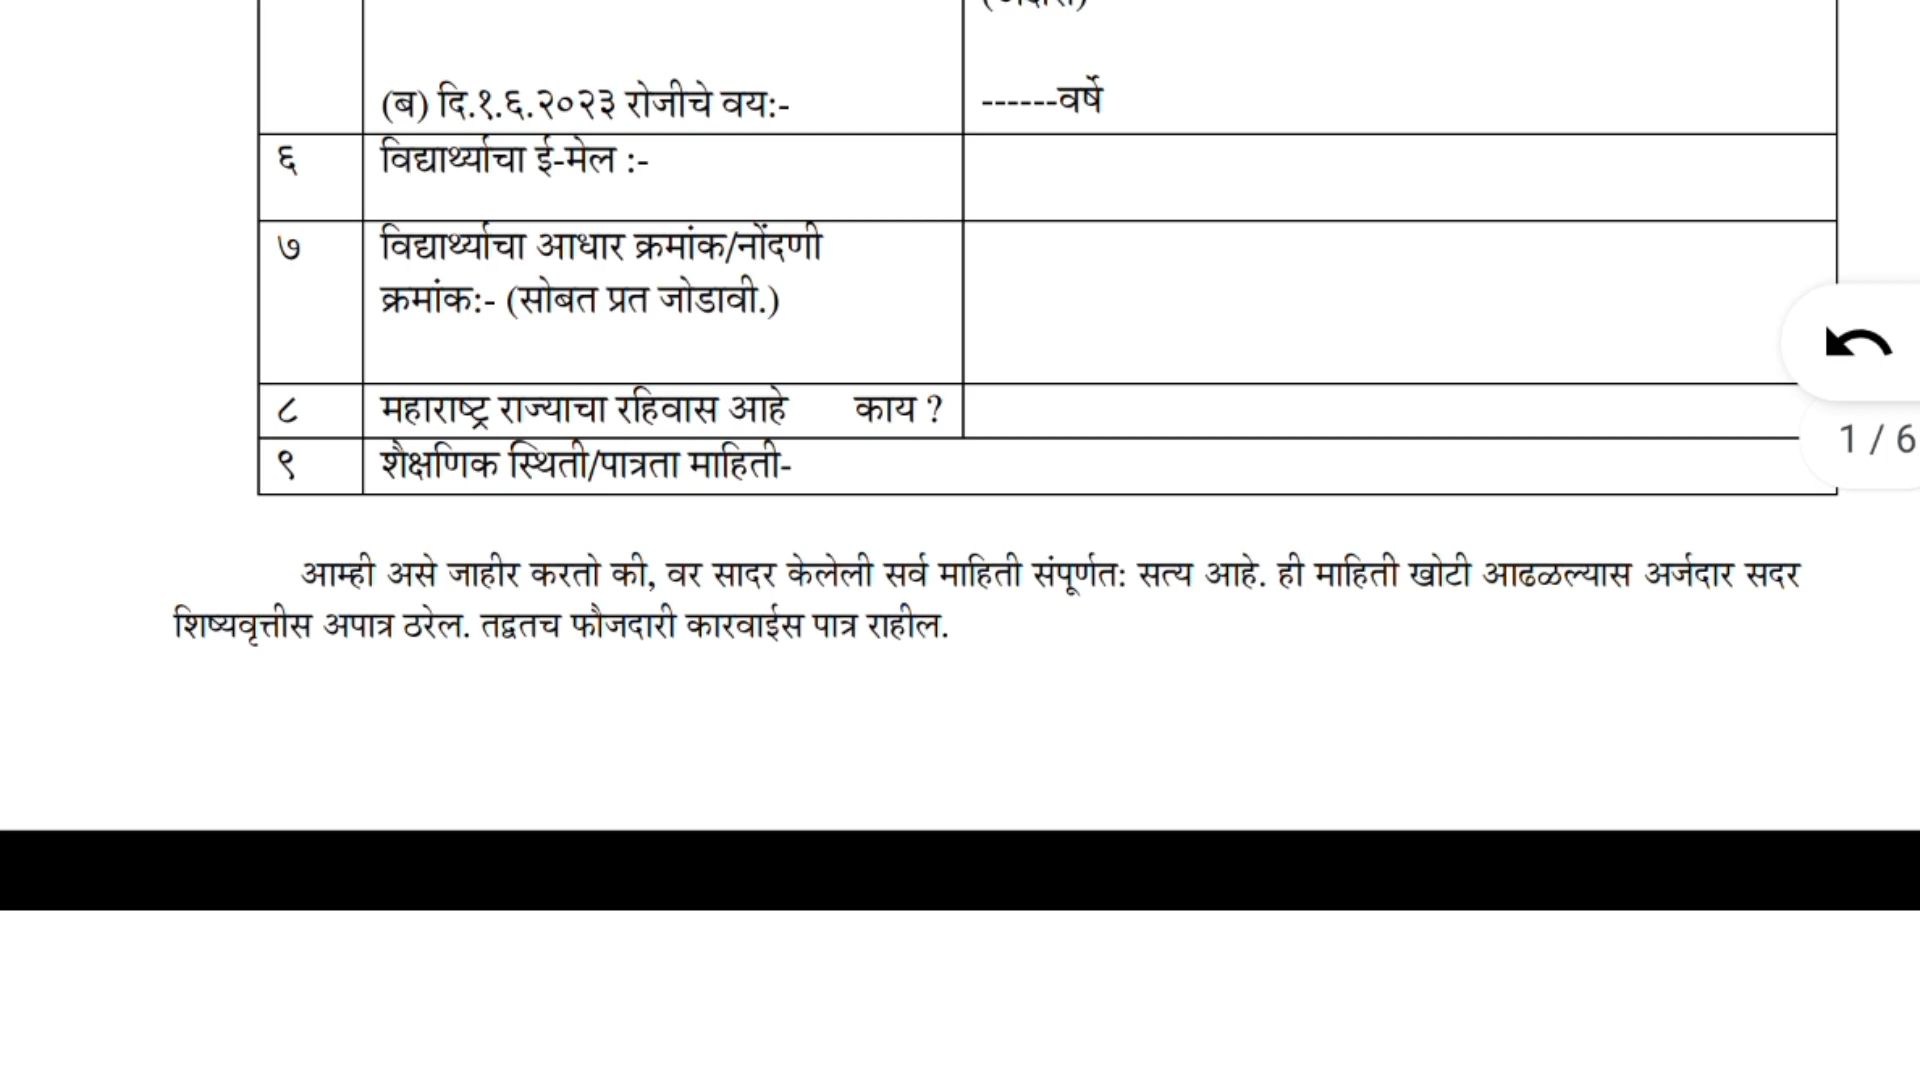 (ब) दि.१.६.२०२३ रोजीचे वय:- ------वर्षे
६ विद्यार्थ्याचा ई-मेल :-
७ विद्यार्थ्याचा आधार क्रमांक/नोंदणी
क्रमांक:- (सोबत प्रत जोडावी.)
८ महाराष्ट्र राज्याचा रहिवास आहे काय ?
1 / 6
९ शैक्षणिक स्थिती/पात्रता माहिती-
आम्ही असे जाहीर करतो की, वर सादर केलेली सर्व माहिती संपूर्णत: सत्य आहे. ही माहिती खोटी आढळल्यास अर्जदार सदर
शिष्यवृत्तीस अपात्र ठरेल. तद्वतच फौजदारी कारवाईस पात्र राहील.